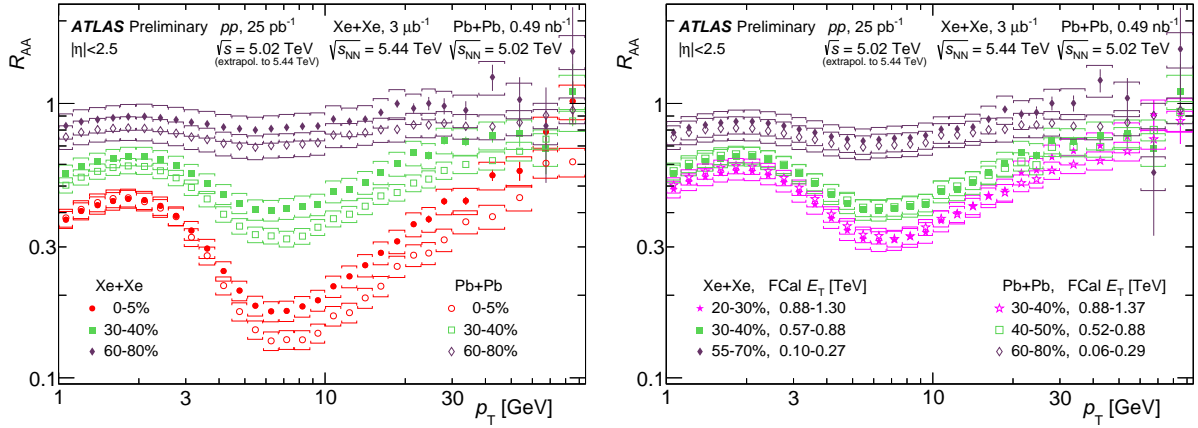 ATLAS Preliminary pp, 25 pb⁻¹ Xe+Xe, 3 μb⁻¹ Pb+Pb, 0.49 nb⁻¹
|η|<2.5 √s = 5.02 TeV √sNN = 5.44 TeV √sNN = 5.02 TeV
(extrapol. to 5.44 TeV)
RAA
1
0.3
0.1
Xe+Xe Pb+Pb
0-5% 0-5%
30-40% 30-40%
60-80% 60-80%
1 3 10 30
pT [GeV]
ATLAS Preliminary pp, 25 pb⁻¹ Xe+Xe, 3 μb⁻¹ Pb+Pb, 0.49 nb⁻¹
|η|<2.5 √s = 5.02 TeV √sNN = 5.44 TeV √sNN = 5.02 TeV
(extrapol. to 5.44 TeV)
RAA
1
0.3
0.1
Xe+Xe, FCal ET [TeV] Pb+Pb, FCal ET [TeV]
20-30%, 0.88-1.30 30-40%, 0.88-1.37
30-40%, 0.57-0.88 40-50%, 0.52-0.88
55-70%, 0.10-0.27 60-80%, 0.06-0.29
1 3 10 30
pT [GeV]